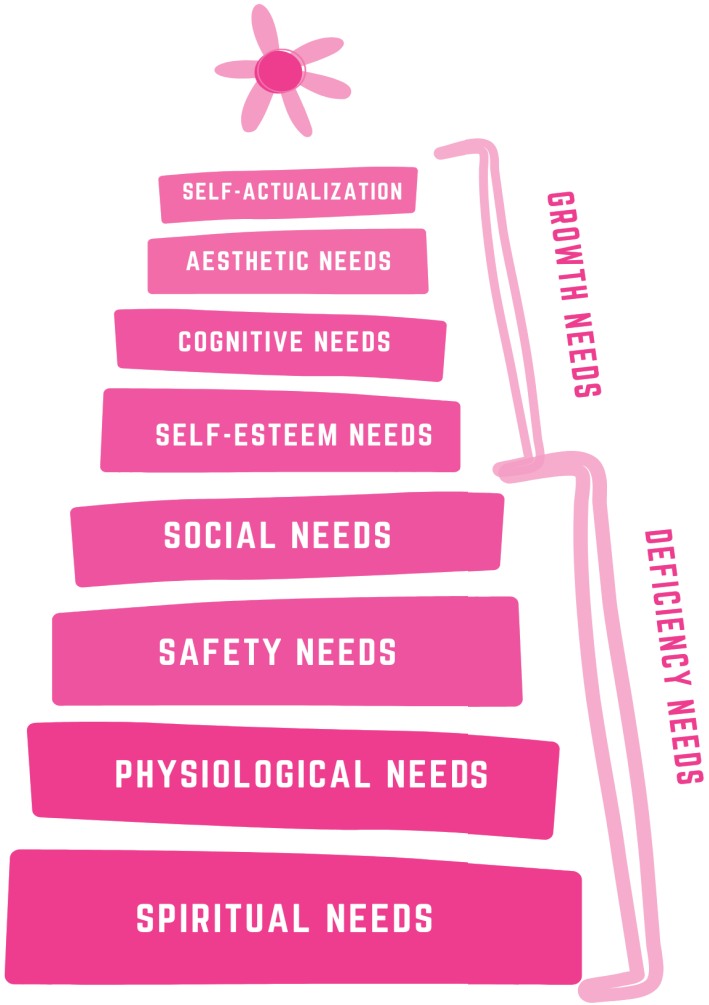 SELF-ACTUALIZATION
AESTHETIC NEEDS
COGNITIVE NEEDS
SELF-ESTEEM NEEDS
SOCIAL NEEDS
SAFETY NEEDS
PHYSIOLOGICAL NEEDS
SPIRITUAL NEEDS
GROWTH NEEDS
DEFICIENCY NEEDS